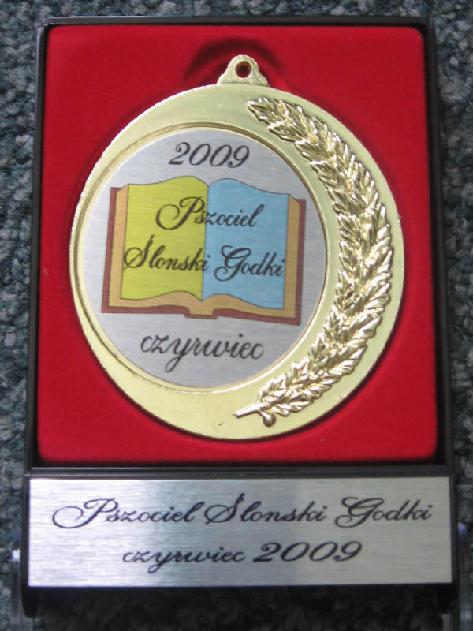 2009
Pszociel
Ślonski Godki
czyrwiec
Pszociel Ślonski Godki
czyrwiec 2009